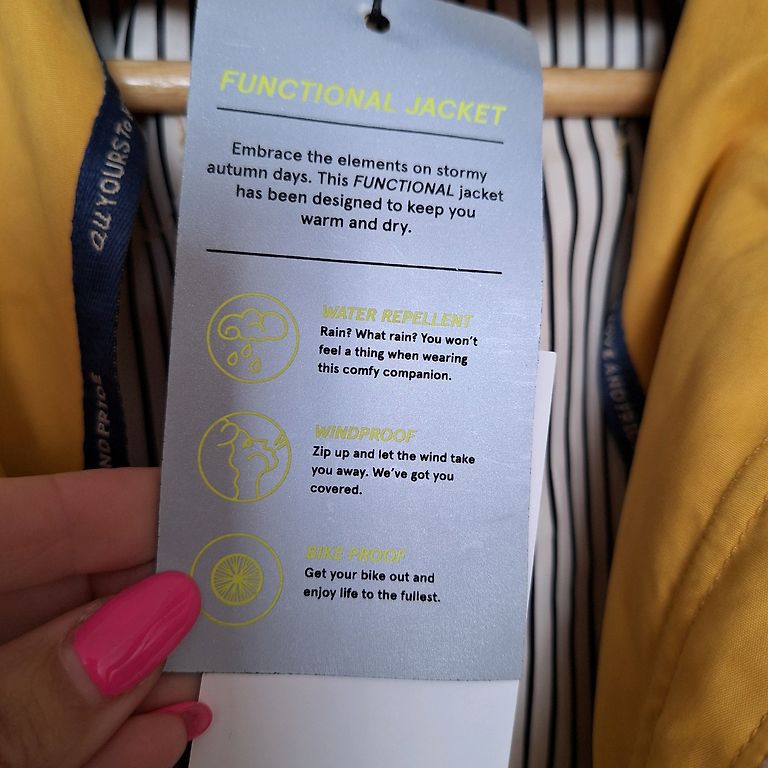 FUNCTIONAL JACKET
Embrace the elements on stormy
autumn days. This FUNCTIONAL jacket
has been designed to keep you
warm and dry.
WATER REPELLENT
Rain? What rain? You won't
feel a thing when wearing
this comfy companion.
WINDPROOF
Zip up and let the wind take
you away. We've got you
covered.
BIKE PROOF
Get your bike out and
enjoy life to the fullest.
YOURS
AND PRIDE